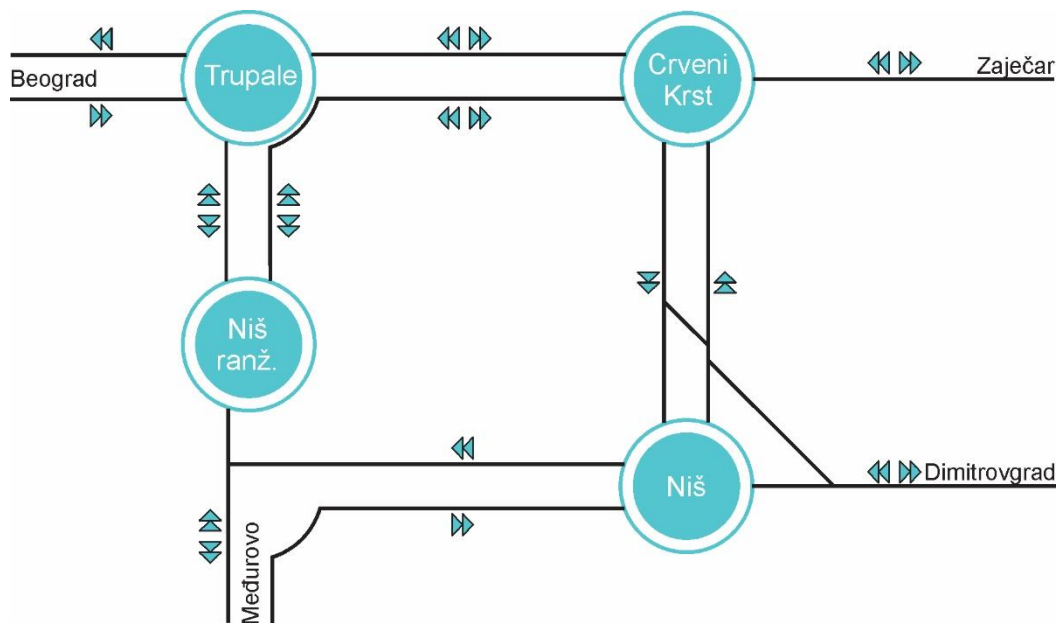 Beograd
Trupale
Crveni
Krst
Zaječar
Niš
ranž.
Niš
Dimitrovgrad
Međurovo